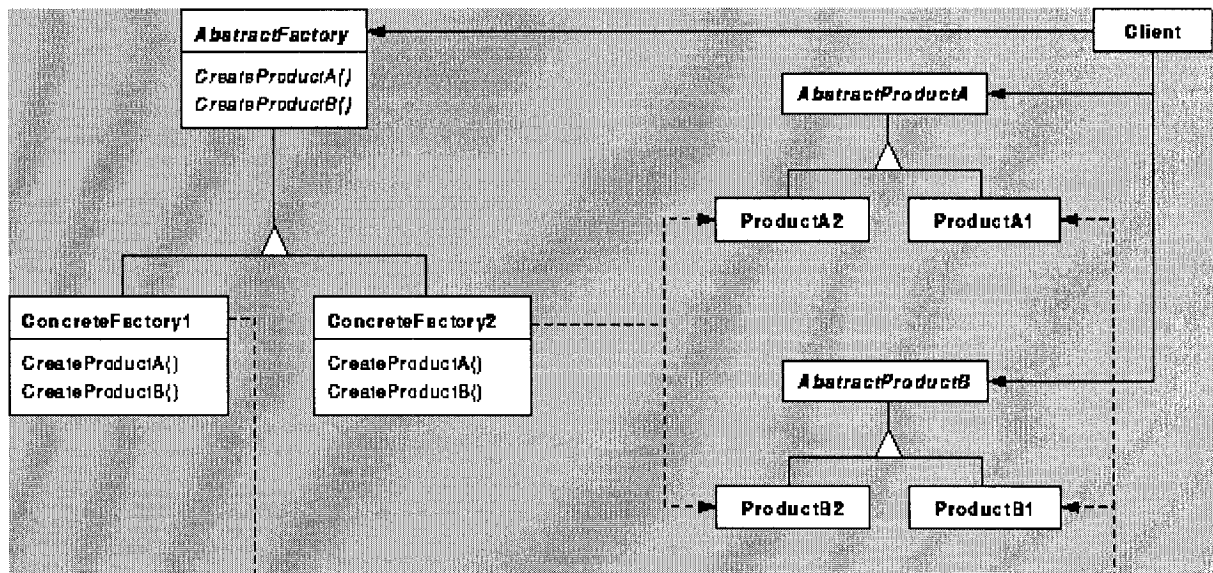 AbstractFactory
CreateProductA()
CreateProductB()
Client
AbstractProductA
ProductA2
ProductA1
ConcreteFactory1
CreateProductA()
CreateProductB()
ConcreteFactory2
CreateProductA()
CreateProductB()
AbstractProductB
ProductB2
ProductB1